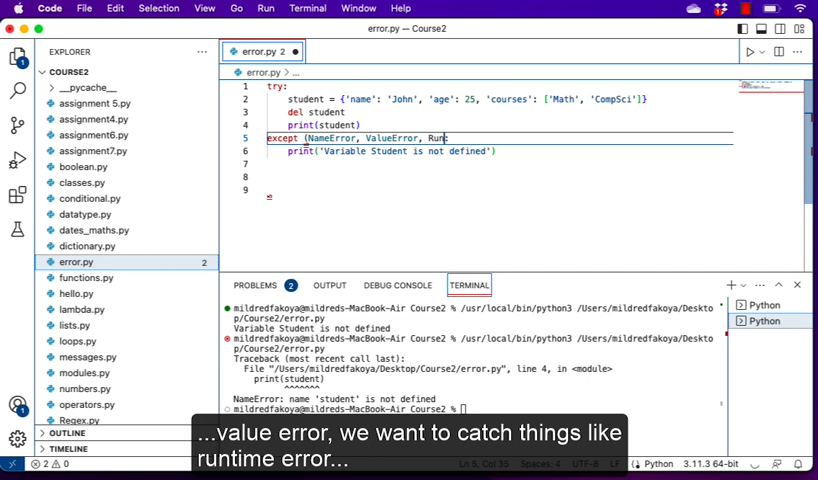 Code File Edit Selection View Go Run Terminal Window Help
error.py — Course2
EXPLORER
COURSE2
__pycache__
assignment 5.py
assignment4.py
assignment6.py
assignment7.py
boolean.py
classes.py
conditional.py
datatype.py
dates_maths.py
dictionary.py
error.py 2
functions.py
hello.py
lambda.py
lists.py
loops.py
messages.py
modules.py
numbers.py
operators.py
Regex.py
OUTLINE
TIMELINE
1
1
error.py 2
error.py > ...
1 try:
2 student = {'name': 'John', 'age': 25, 'courses': ['Math', 'CompSci']}
3 del student
4 print(student)
5 except (NameError, ValueError, Run:
6 print('Variable Student is not defined')
7
8
9
PROBLEMS 2 OUTPUT DEBUG CONSOLE TERMINAL
mildredfakoya@mildreds-MacBook-Air Course2 % /usr/local/bin/python3 /Users/mildredfakoya/Deskto
p/Course2/error.py
Variable Student is not defined
mildredfakoya@mildreds-MacBook-Air Course2 % /usr/local/bin/python3 /Users/mildredfakoya/Deskto
p/Course2/error.py
Traceback (most recent call last):
File "/Users/mildredfakoya/Desktop/Course2/error.py", line 4, in <module>
print(student)
^^^^^^^
NameError: name 'student' is not defined
mildredfakoya@mildreds-MacBook-Air Course2 %
Python
Python
...value error, we want to catch things like
runtime error...
2 0
Ln 5, Col 35 Spaces: 4 UTF-8 LF Python 3.11.3 64-bit